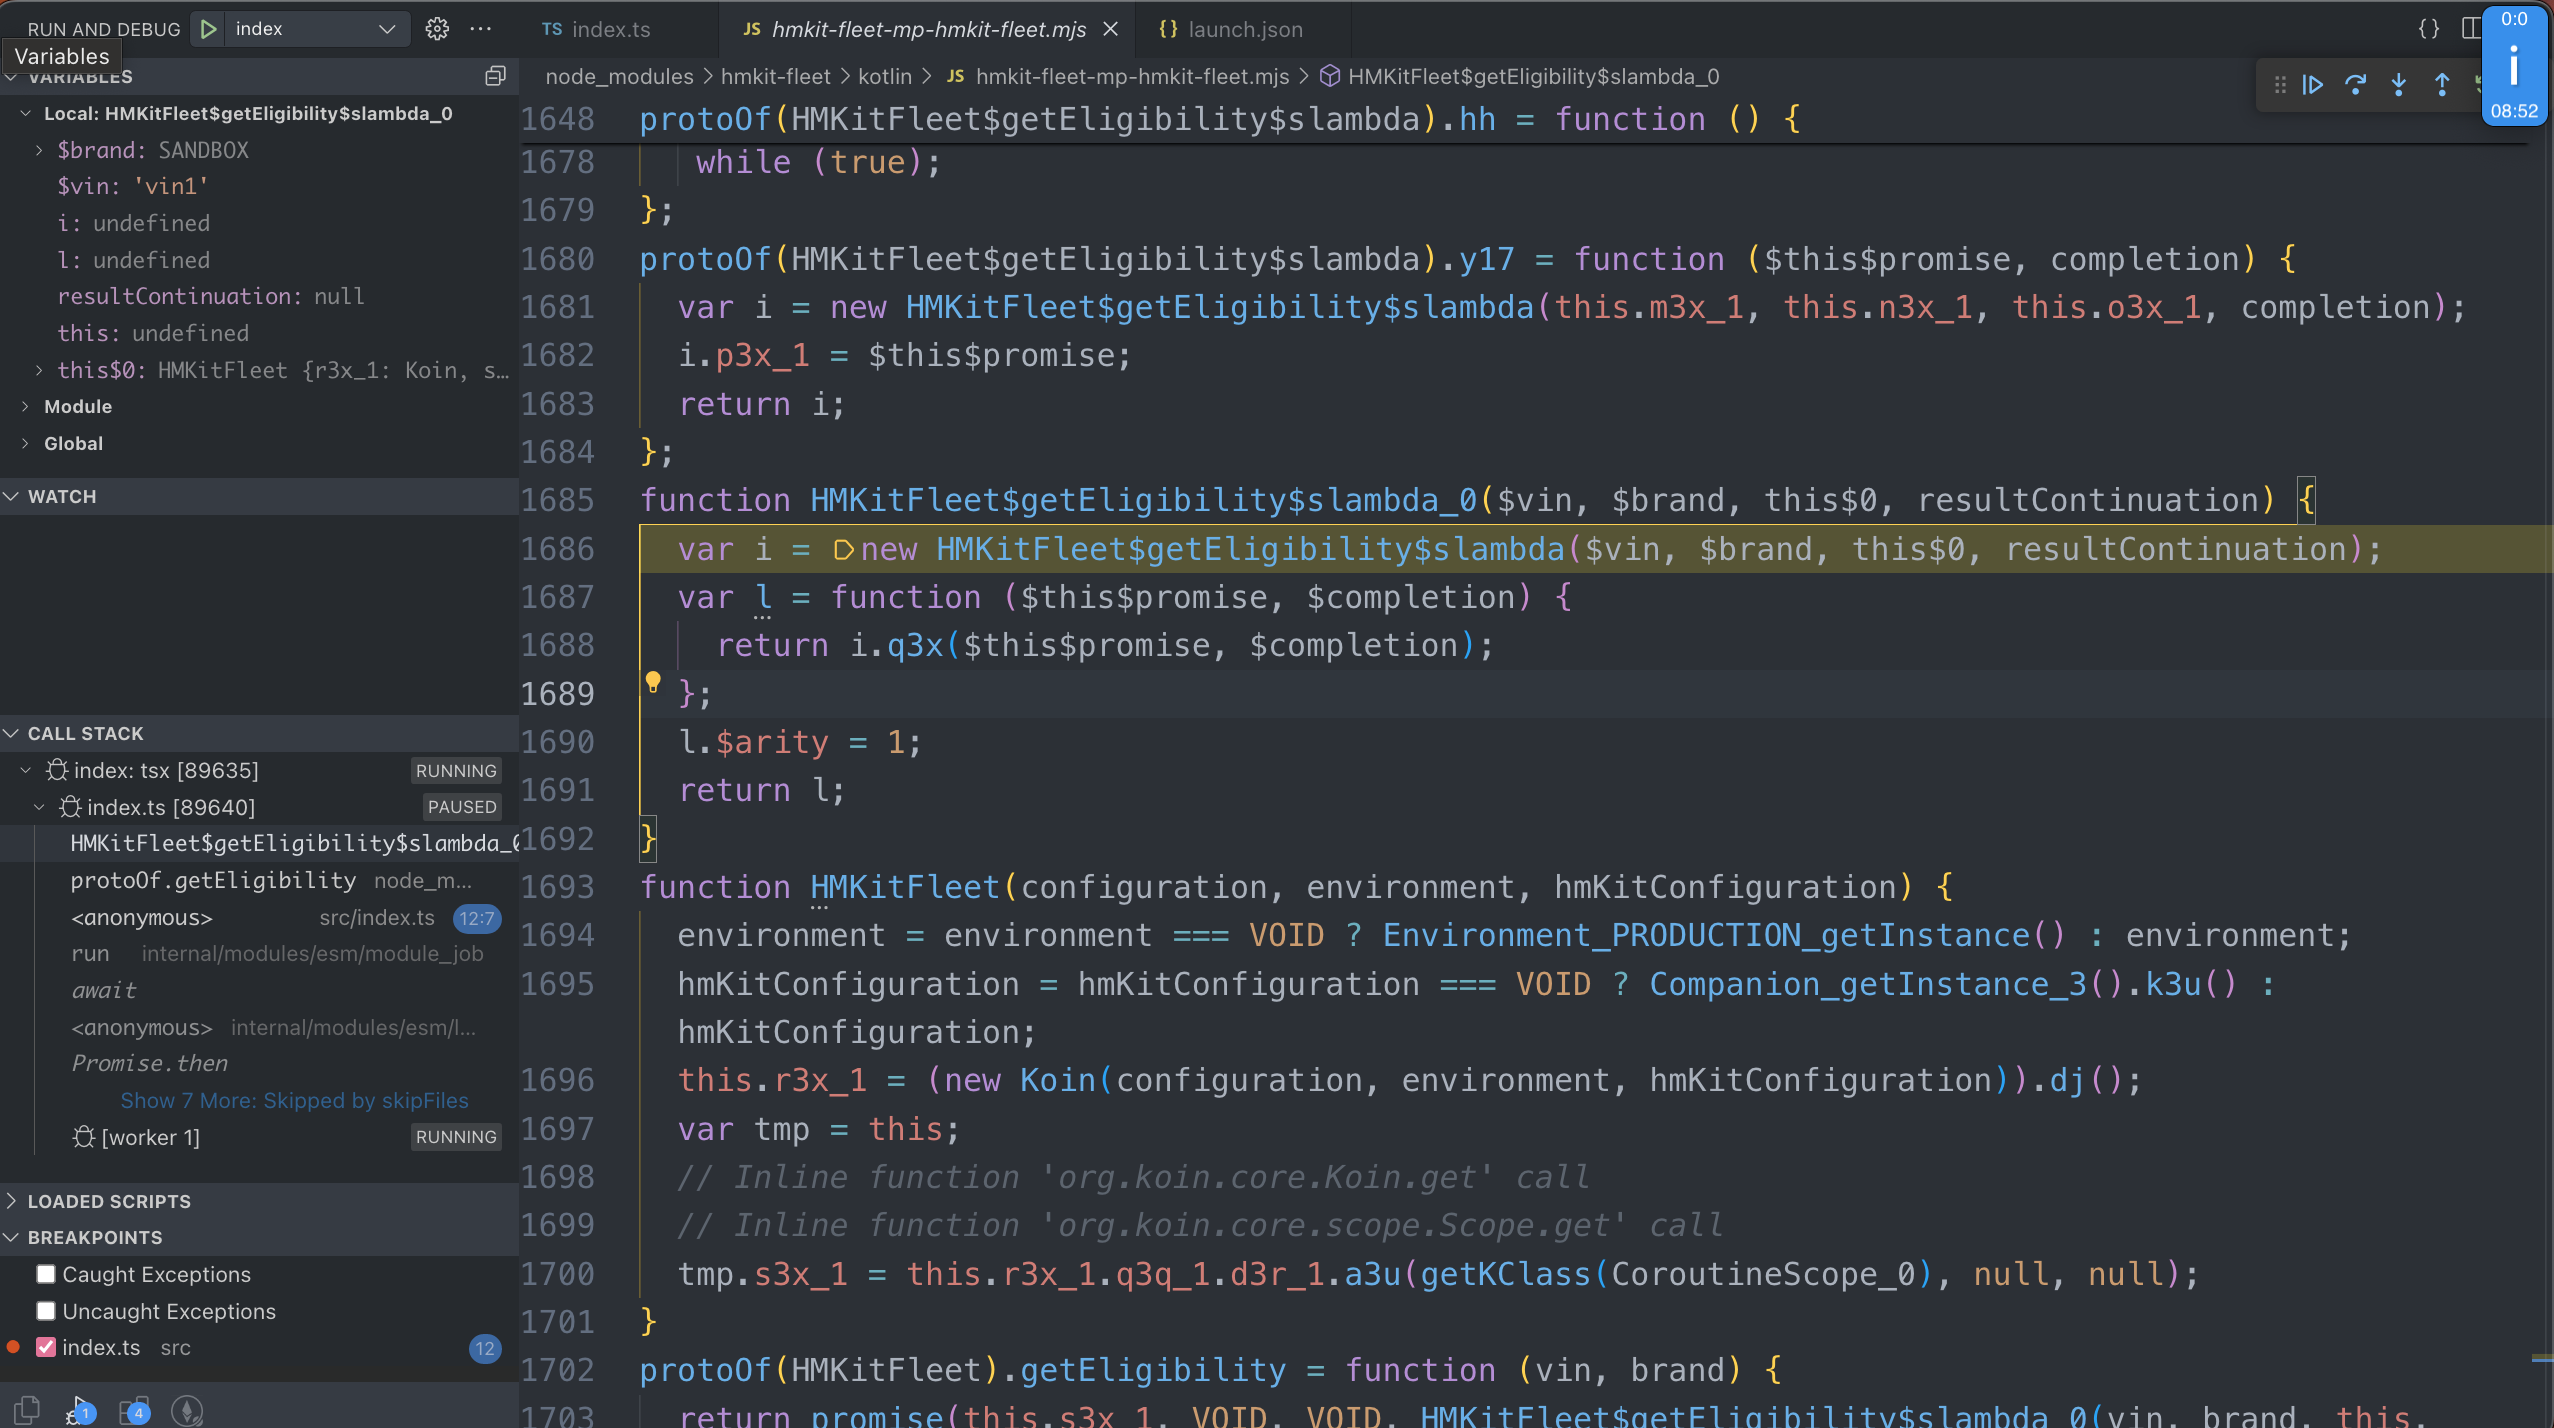 RUN AND DEBUG
index
Variables
VARIABLES
Local: HMKitFleet$getEligibility$slambda_0
$brand: SANDBOX
$vin: 'vin1'
i: undefined
l: undefined
resultContinuation: null
this: undefined
this$0: HMKitFleet {r3x_1: Koin, s…
Module
Global
WATCH
CALL STACK
index: tsx [89635] RUNNING
index.ts [89640] PAUSED
HMKitFleet$getEligibility$slambda_0
protoOf.getEligibility node_m...
<anonymous> src/index.ts 12:7
run internal/modules/esm/module_job
await
<anonymous> internal/modules/esm/l...
Promise.then
Show 7 More: Skipped by skipFiles
[worker 1] RUNNING
LOADED SCRIPTS
BREAKPOINTS
Caught Exceptions
Uncaught Exceptions
index.ts src 12
1 4
TS index.ts
JS hmkit-fleet-mp-hmkit-fleet.mjs
{} launch.json
{}
0:0
i
08:52
node_modules > hmkit-fleet > kotlin > JS hmkit-fleet-mp-hmkit-fleet.mjs > HMKitFleet$getEligibility$slambda_0
1648 protoOf(HMKitFleet$getEligibility$slambda).hh = function () {
1678 while (true);
1679 };
1680 protoOf(HMKitFleet$getEligibility$slambda).y17 = function ($this$promise, completion) {
1681 var i = new HMKitFleet$getEligibility$slambda(this.m3x_1, this.n3x_1, this.o3x_1, completion);
1682 i.p3x_1 = $this$promise;
1683 return i;
1684 };
1685 function HMKitFleet$getEligibility$slambda_0($vin, $brand, this$0, resultContinuation) {
1686 var i = new HMKitFleet$getEligibility$slambda($vin, $brand, this$0, resultContinuation);
1687 var l = function ($this$promise, $completion) {
1688 return i.q3x($this$promise, $completion);
1689 };
1690 l.$arity = 1;
1691 return l;
1692 }
1693 function HMKitFleet(configuration, environment, hmKitConfiguration) {
1694 environment = environment === VOID ? Environment_PRODUCTION_getInstance() : environment;
1695 hmKitConfiguration = hmKitConfiguration === VOID ? Companion_getInstance_3().k3u() :
hmKitConfiguration;
1696 this.r3x_1 = (new Koin(configuration, environment, hmKitConfiguration)).dj();
1697 var tmp = this;
1698 // Inline function 'org.koin.core.Koin.get' call
1699 // Inline function 'org.koin.core.scope.Scope.get' call
1700 tmp.s3x_1 = this.r3x_1.q3q_1.d3r_1.a3u(getKClass(CoroutineScope_0), null, null);
1701 }
1702 protoOf(HMKitFleet).getEligibility = function (vin, brand) {
1703 return promise(this.s3x_1, VOID, VOID, HMKitFleet$getEligibility$slambda_0(vin, brand, this,